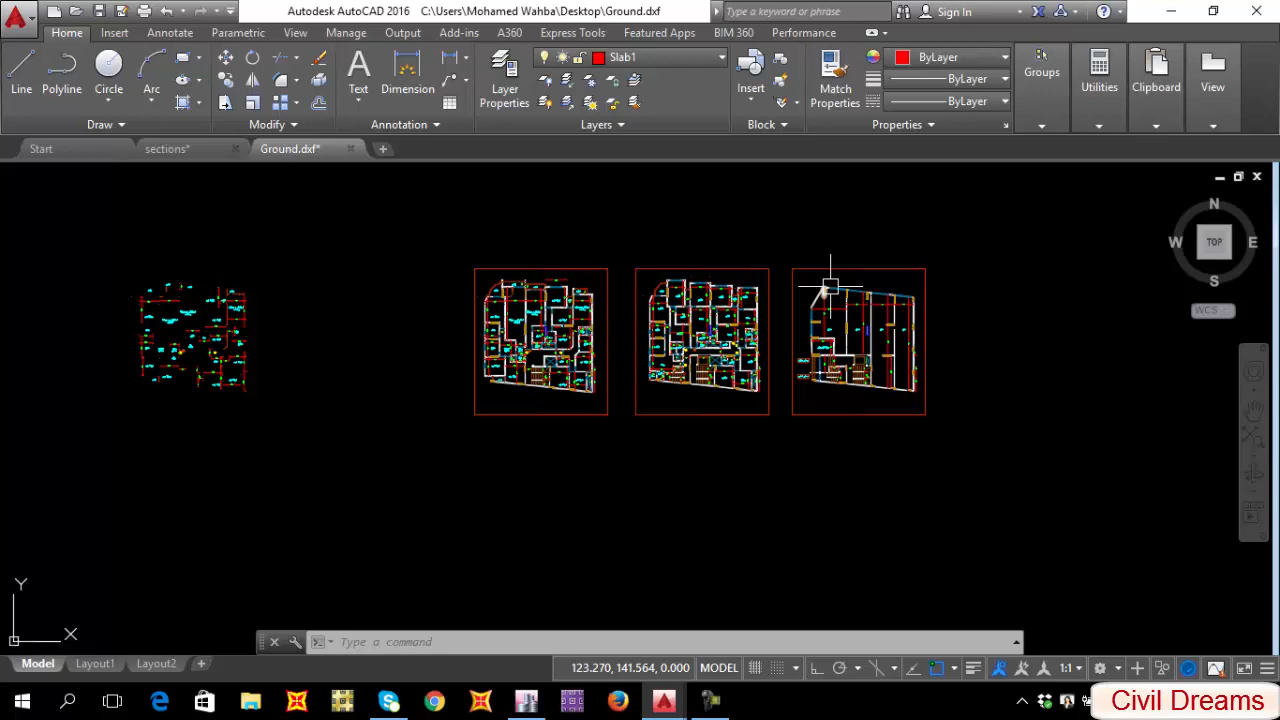 Autodesk AutoCAD 2016 C:\Users\Mohamed Wahba\Desktop\Ground.dxf
Type a keyword or phrase
Sign In
Home Insert Annotate Parametric View Manage Output Add-ins A360 Express Tools Featured Apps BIM 360 Performance
Line Polyline Circle Arc
Text Dimension
Layer Properties
Slab1
Insert
Match Properties
ByLayer
ByLayer
ByLayer
Groups Utilities Clipboard View
Draw Modify Annotation Layers Block Properties
Start sections* Ground.dxf*
N
W TOP E
S
WCS
Y
X
Type a command
Model Layout1 Layout2
123.270, 141.564, 0.000 MODEL 1:1
Civil Dreams